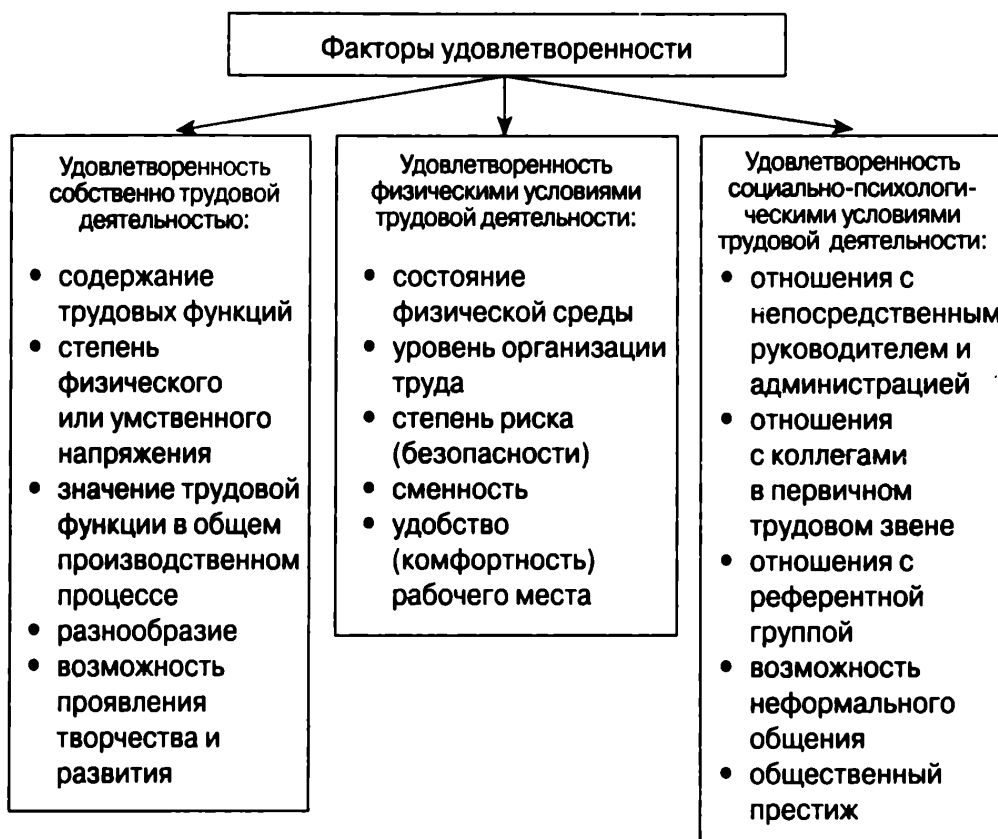 Факторы удовлетворенности
Удовлетворенность
собственно трудовой
деятельностью:
• содержание
трудовых функций
• степень
физического
или умственного
напряжения
• значение трудовой
функции в общем
производственном
процессе
• разнообразие
• возможность
проявления
творчества и
развития
Удовлетворенность
физическими условиями
трудовой деятельности:
• состояние
физической среды
• уровень организации
труда
• степень риска
(безопасности)
• сменность
• удобство
(комфортность)
рабочего места
Удовлетворенность
социально-психологи-
ческими условиями
трудовой деятельности:
• отношения с
непосредственным
руководителем и
администрацией
• отношения
с коллегами
в первичном
трудовом звене
• отношения с
референтной
группой
• возможность
неформального
общения
• общественный
престиж